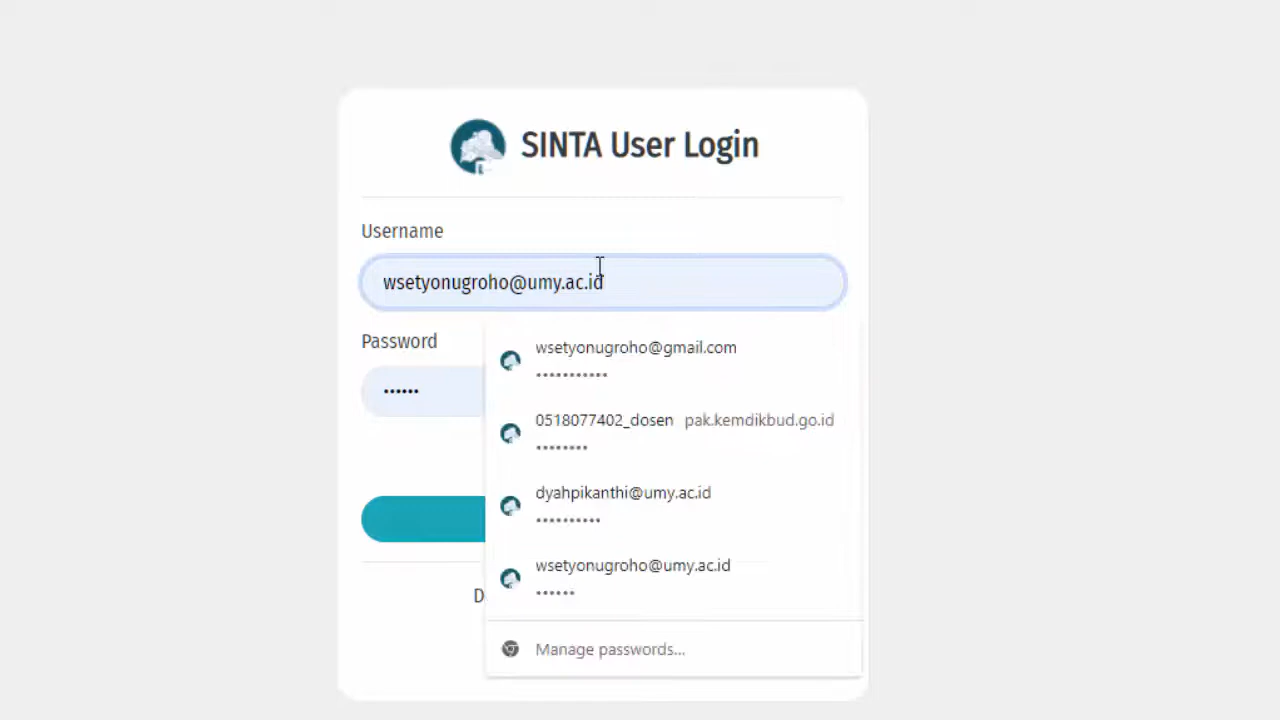 SINTA User Login
Username
wsetyonugroho@umy.ac.id
Password
••••••
wsetyonugroho@gmail.com
•••••••••••
0518077402_dosen pak.kemdikbud.go.id
••••••••
dyahpikanthi@umy.ac.id
••••••••••
wsetyonugroho@umy.ac.id
••••••
D
Manage passwords...